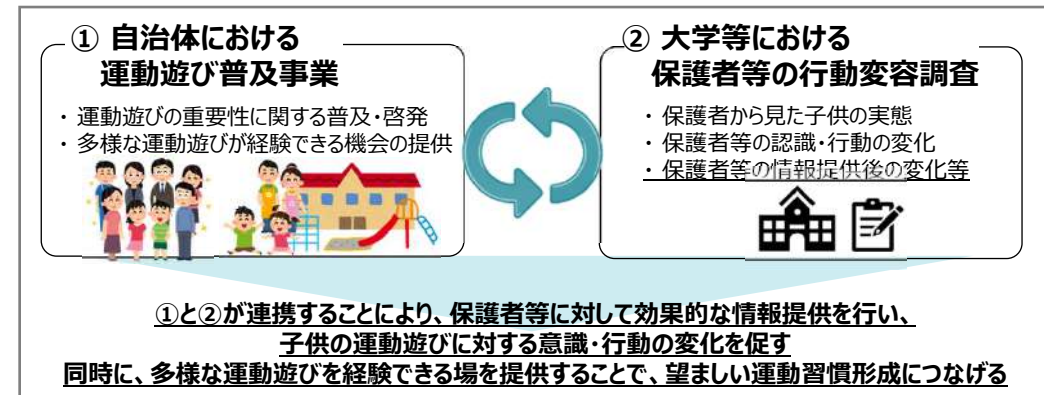 ① 自治体における
運動遊び普及事業
・ 運動遊びの重要性に関する普及・啓発
・ 多様な運動遊びが経験できる機会の提供
② 大学等における
保護者等の行動変容調査
・ 保護者から見た子供の実態
・ 保護者等の認識・行動の変化
・ 保護者等の情報提供後の変化等
①と②が連携することにより、保護者等に対して効果的な情報提供を行い、
子供の運動遊びに対する意識・行動の変化を促す
同時に、多様な運動遊びを経験できる場を提供することで、望ましい運動習慣形成につなげる